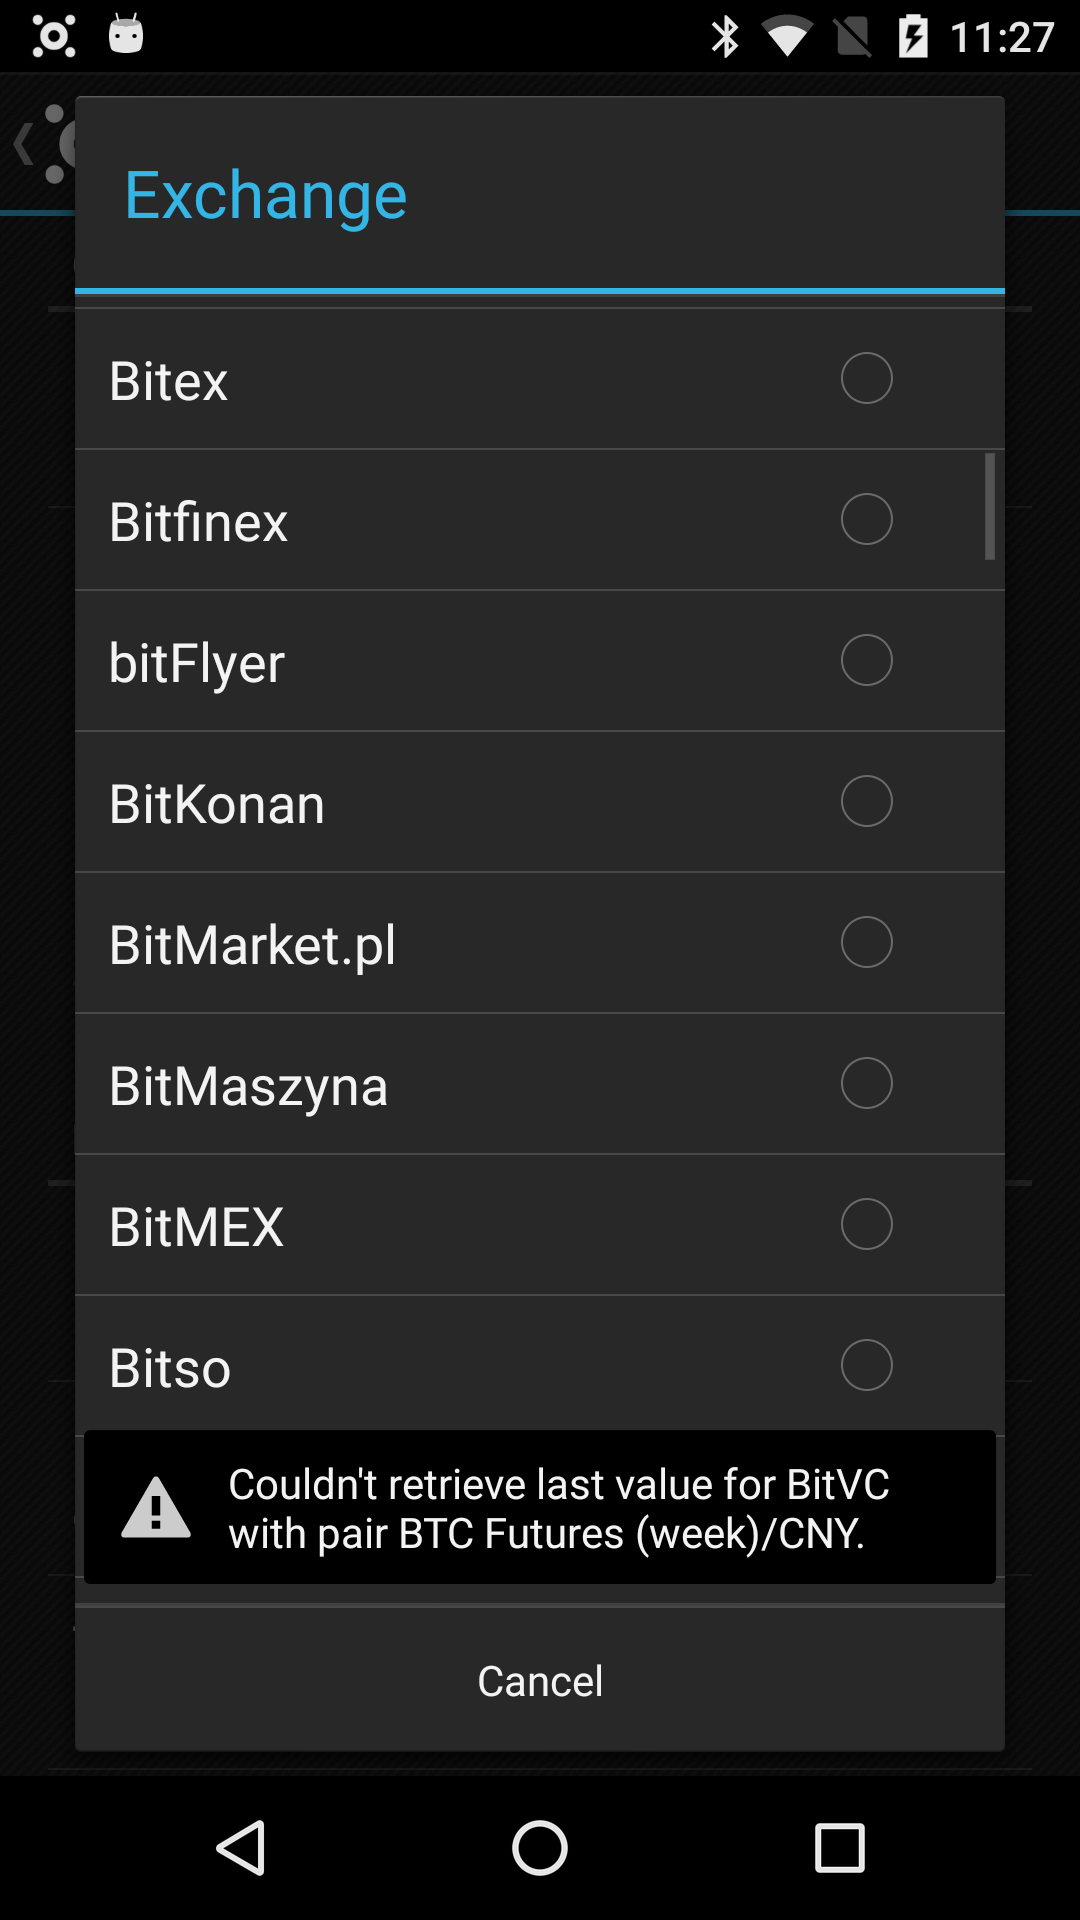 11:27
Exchange
Bitex
Bitfinex
bitFlyer
BitKonan
BitMarket.pl
BitMaszyna
BitMEX
Bitso
Couldn't retrieve last value for BitVC
with pair BTC Futures (week)/CNY.
Cancel